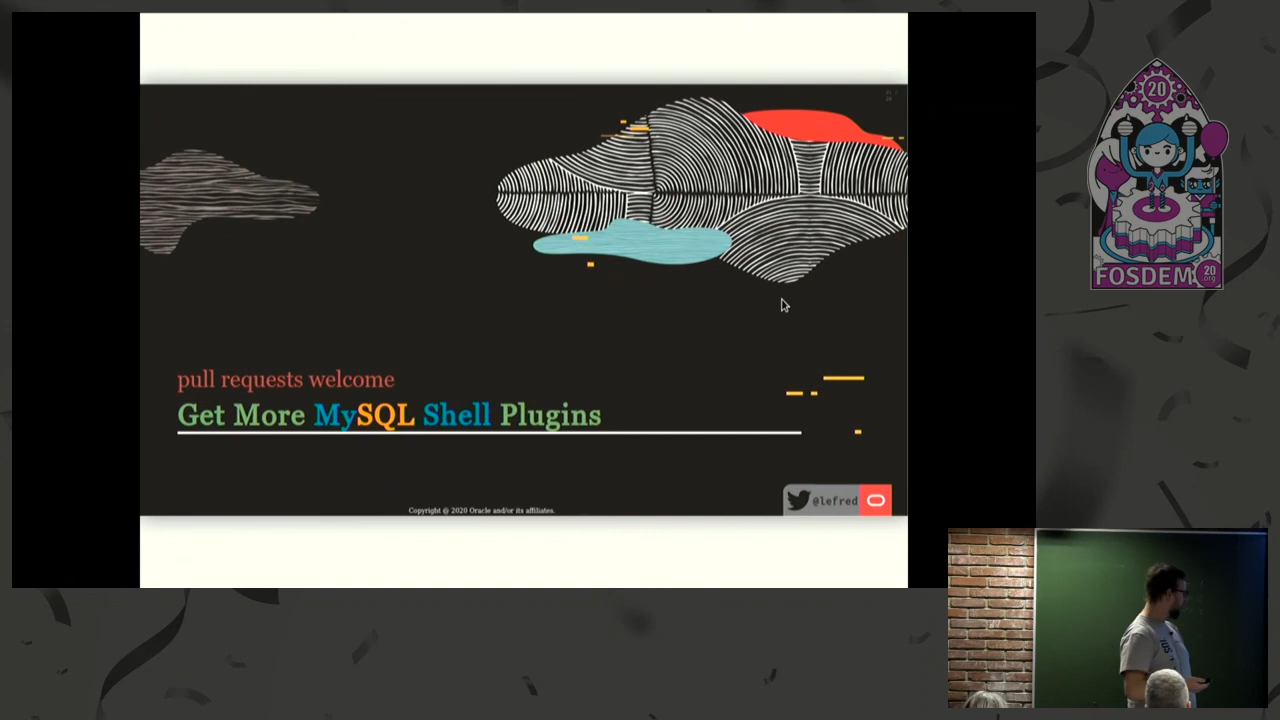 pull requests welcome
Get More MySQL Shell Plugins
@lefred
Copyright @ 2020 Oracle and/or its affiliates.
20
FOSDEM
20
.org